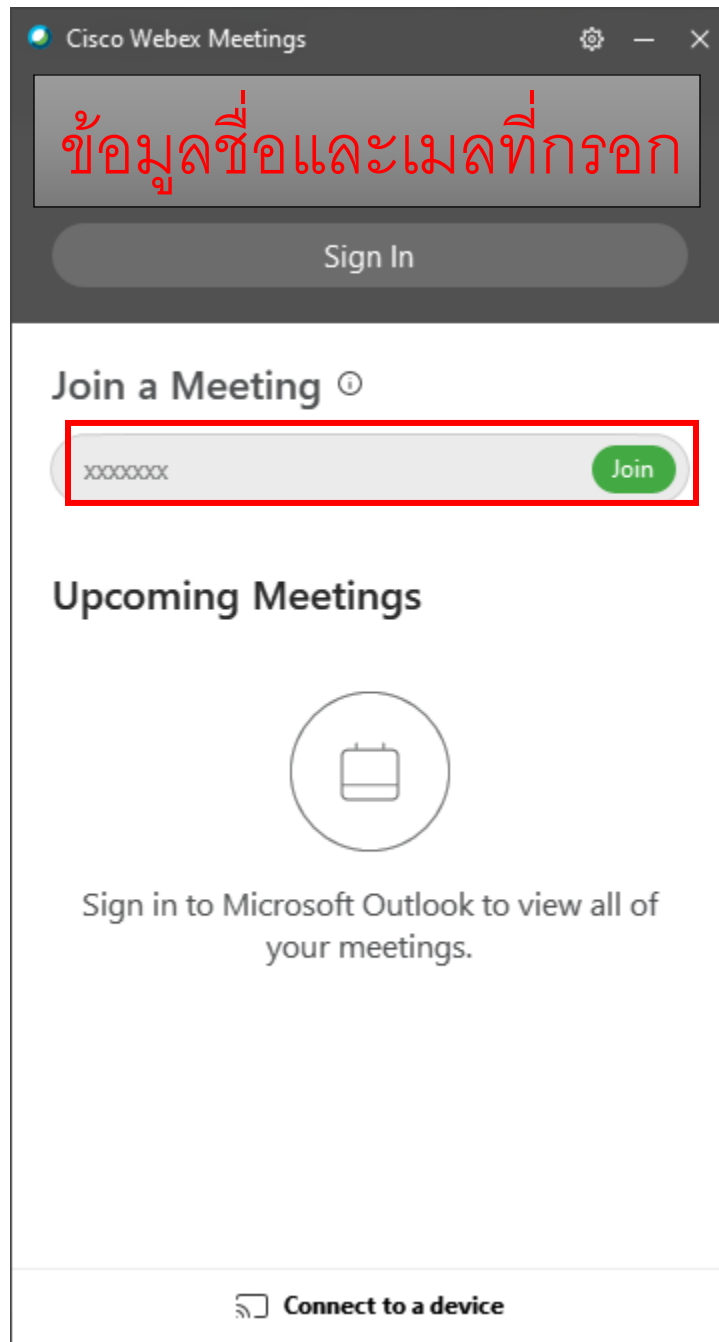 Cisco Webex Meetings
ข้อมูลชื่อและเมลที่กรอก
Sign In
Join a Meeting
xxxxxxx
Join
Upcoming Meetings
Sign in to Microsoft Outlook to view all of
your meetings.
Connect to a device